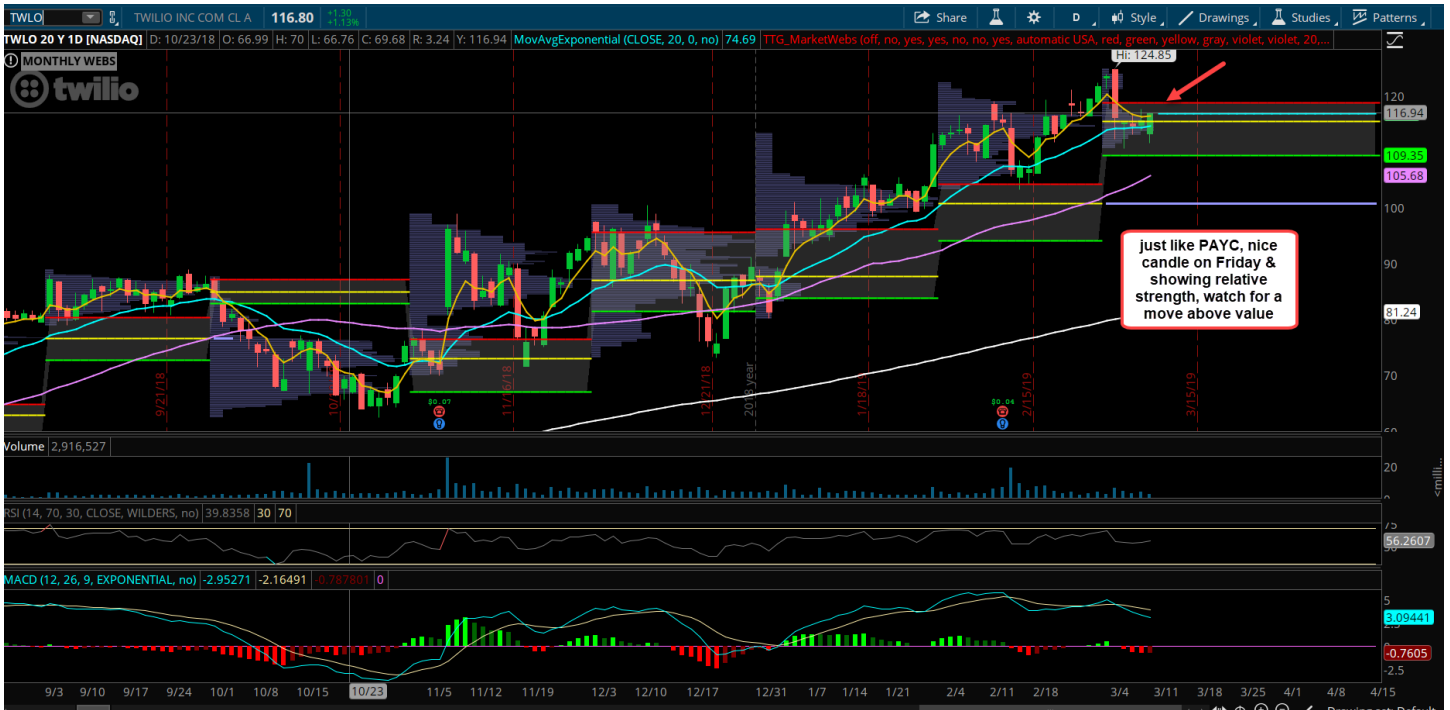 TWLO
TWILIO INC COM CL A
116.80
+1.30
+1.13%
Share
D
Style
Drawings
Studies
Patterns
TWLO 20 Y 1D [NASDAQ] D: 10/23/18 O: 66.99 H: 70 L: 66.76 C: 69.68 R: 3.24 Y: 116.94 MovAvgExponential (CLOSE, 20, 0, no) 74.69 TTG_MarketWebs (off, no, yes, yes, no, no, yes, automatic USA, red, green, yellow, gray, violet, violet, 20,...
MONTHLY WEBS
twilio
Hi: 124.85
120
116.94
109.35
105.68
100
90
81.24
80
70
60
just like PAYC, nice
candle on Friday &
showing relative
strength, watch for a
move above value
9/21/18
11/16/18
12/21/18
2018 year
1/18/19
2/15/19
3/15/19
$0.07
$0.04
Volume 2,916,527
20
<milli...
RSI (14, 70, 30, CLOSE, WILDERS, no) 39.8358 30 70
75
56.2607
50
MACD (12, 26, 9, EXPONENTIAL, no) -2.95271 -2.16491 -0.787801 0
5
3.09441
2.5
0
-0.7605
-2.5
9/3 9/10 9/17 9/24 10/1 10/8 10/15 10/23 11/5 11/12 11/19 12/3 12/10 12/17 12/31 1/7 1/14 1/21 2/4 2/11 2/18 3/4 3/11 3/18 3/25 4/1 4/8 4/15